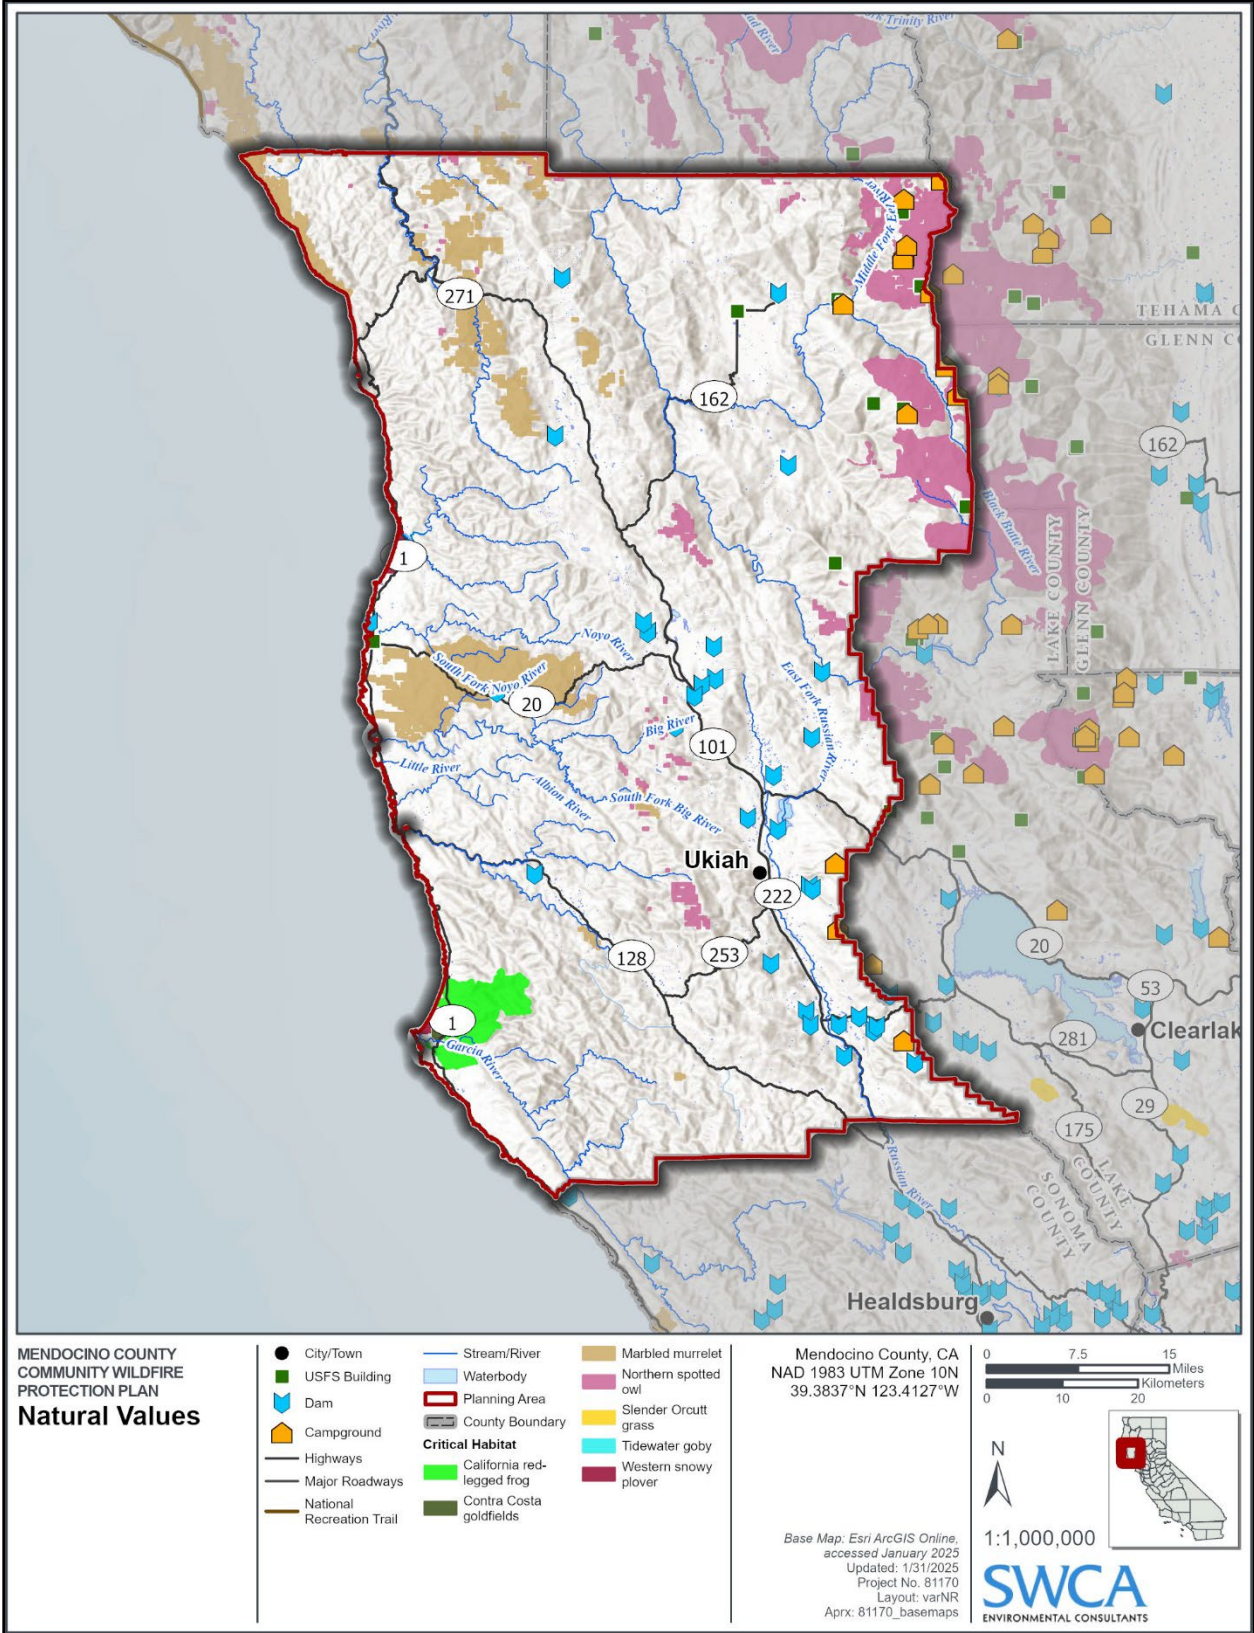 Trinity River
River
ad River
Middle Fork Eel
River
271
TEHAMA C
GLENN C
162
162
Black Butte River
1
LAKE COUNTY
GLENN COUNTY
Noyo River
South Fork Noyo River
20
East Fork Russian River
Big River
101
Little River
Albion River
South Fork Big River
Ukiah
222
20
128
253
53
1
281
Clearlak
Garcia River
29
175
Russian River
LAKE
COUNTY
SONOMA
COUNTY
Healdsburg
MENDOCINO COUNTY
COMMUNITY WILDFIRE
PROTECTION PLAN
Natural Values
City/Town
USFS Building
Dam
Campground
Highways
Major Roadways
National
Recreation Trail
Stream/River
Waterbody
Planning Area
County Boundary
Critical Habitat
California red-
legged frog
Contra Costa
goldfields
Marbled murrelet
Northern spotted
owl
Slender Orcutt
grass
Tidewater goby
Western snowy
plover
Mendocino County, CA
NAD 1983 UTM Zone 10N
39.3837°N 123.4127°W
Base Map: Esri ArcGIS Online,
accessed January 2025
Updated: 1/31/2025
Project No. 81170
Layout: varNR
Aprx: 81170_basemaps
0 7.5 15
Miles
Kilometers
0 10 20
N
1:1,000,000
SWCA
ENVIRONMENTAL CONSULTANTS